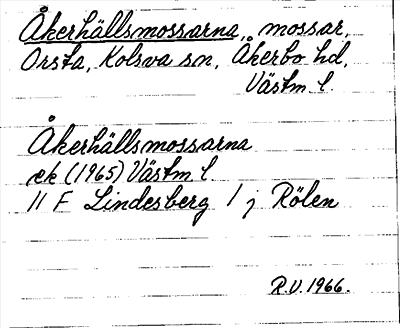 Åkerhällsmossarna, mossar,
Orsta, Kolsva sn, Åkerbo hd,
Västm l.
Åkerhällsmossarna
ek (1965) Västm l.
11 F Lindesberg 1 j Rölen
R.V. 1966.